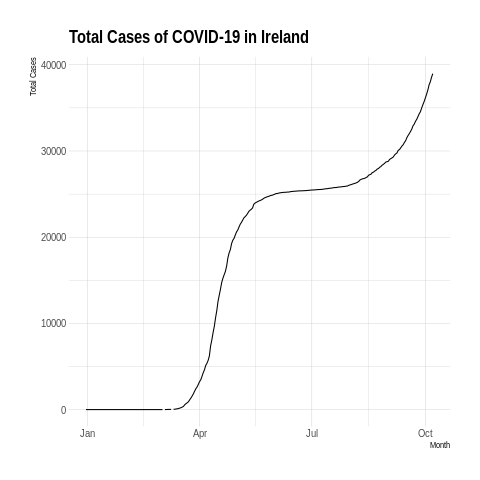 Total Cases of COVID-19 in Ireland
Total Cases
40000
30000
20000
10000
0
Jan Apr Jul Oct
Month